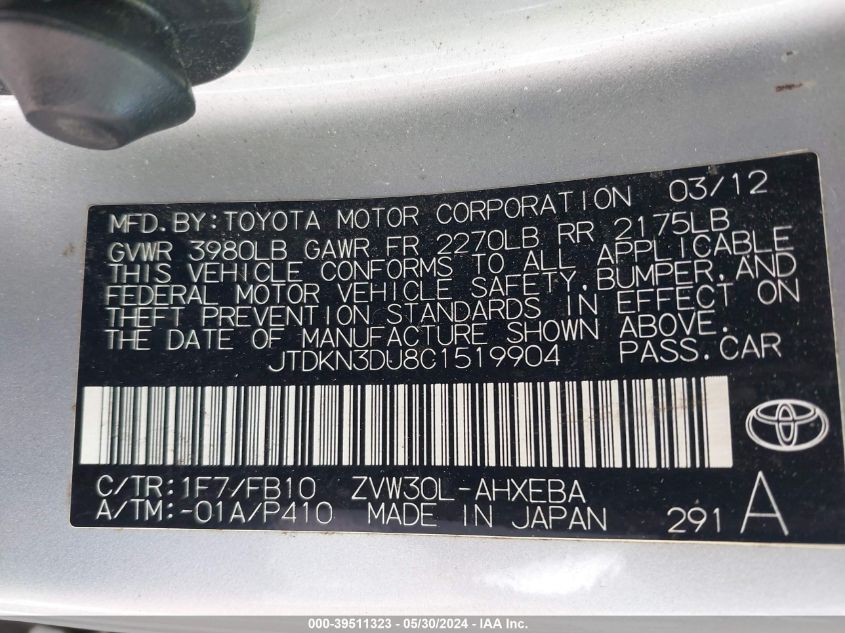 MFD. BY: TOYOTA MOTOR CORPORATION 03/12
GVWR 3980LB GAWR FR 2270LB RR 2175LB
THIS VEHICLE CONFORMS TO ALL APPLICABLE
FEDERAL MOTOR VEHICLE SAFETY, BUMPER, AND
THEFT PREVENTION STANDARDS IN EFFECT ON
THE DATE OF MANUFACTURE SHOWN ABOVE.
JTDKN3DU8C1519904 PASS. CAR
C/TR: 1F7/FB10 ZVW30L-AHXEBA
A/TM: -01A/P410 MADE IN JAPAN 291 A
000-39511323 - 05/30/2024 - IAA Inc.